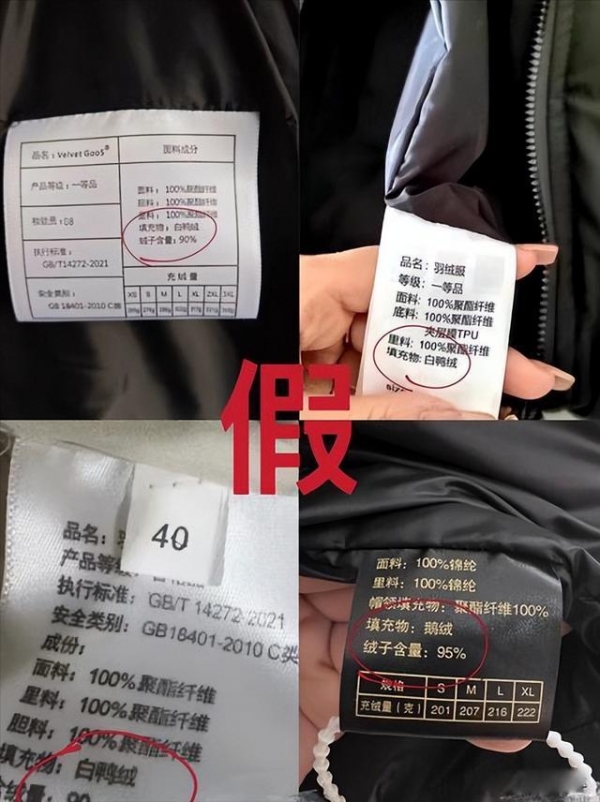 品名：Velvet Goos®
面料成分
产品等级：一等品
面料：100%聚酯纤维
里料：100%聚酯纤维
填充物：白鸭绒
绒子含量：90%
执行标准：
GB/T14272-2021
充绒量
安全类别：
GB 18401-2010 C类
XS S M L XL 2XL 3XL
品名：羽绒服
等级：一等品
面料：100%聚酯纤维
底料：100%聚酯纤维
夹层膜TPU
里料：100%聚酯纤维
填充物：白鸭绒
size
假
40
品名：
产品等级
执行标准：GB/T 14272-2021
安全类别：GB18401-2010 C类
成份：
面料：100%聚酯纤维
里料：100%聚酯纤维
胆料：100%聚酯纤维
填充物：白鸭绒
90
面料：100%锦纶
里料：100%锦纶
帽领填充物：聚酯纤维100%
填充物：鹅绒
绒子含量：95%
规格 S M L XL
充绒量（克） 201 207 216 222